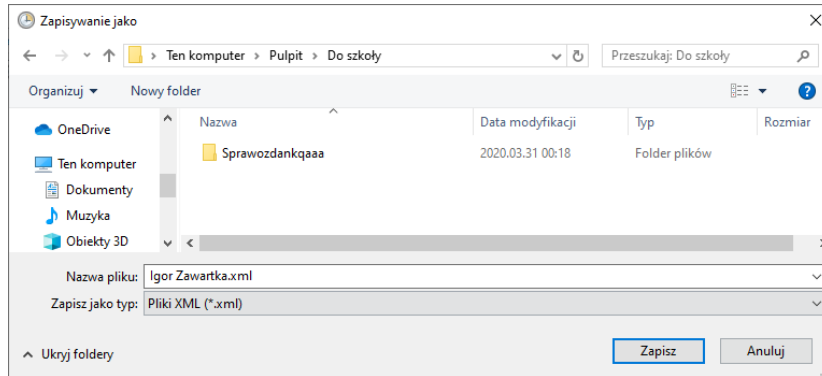 Zapisywanie jako
Ten komputer > Pulpit > Do szkoły
Przeszukaj: Do szkoły
Organizuj
Nowy folder
?
OneDrive
Ten komputer
Dokumenty
Muzyka
Obiekty 3D
Nazwa Data modyfikacji Typ Rozmiar
Sprawozdankqaaa 2020.03.31 00:18 Folder plików
Nazwa pliku: Igor Zawartka.xml
Zapisz jako typ: Pliki XML (*.xml)
Ukryj foldery
Zapisz
Anuluj